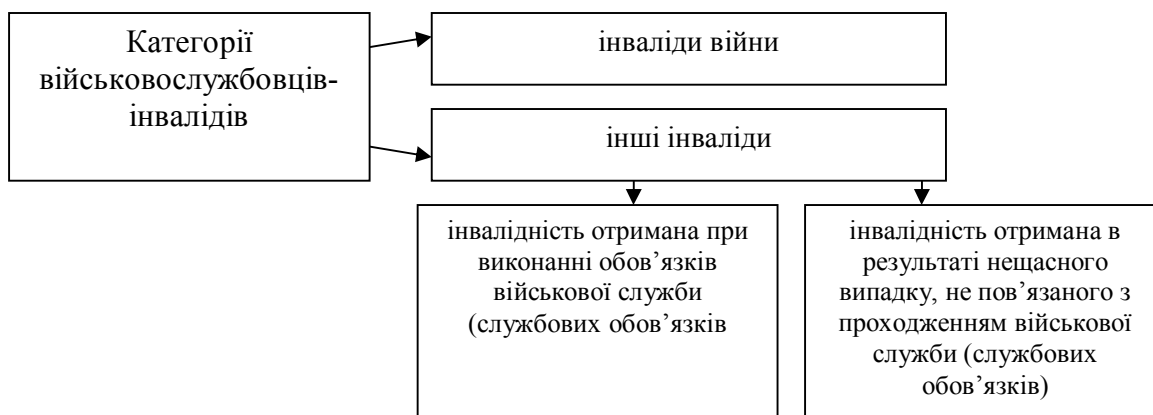 Категорії
військовослужбовців-
інвалідів
інваліди війни
інші інваліди
інвалідність отримана при
виконанні обов’язків
військової служби
(службових обов’язків
інвалідність отримана в
результаті нещасного
випадку, не пов’язаного з
проходженням військової
служби (службових
обов’язків)